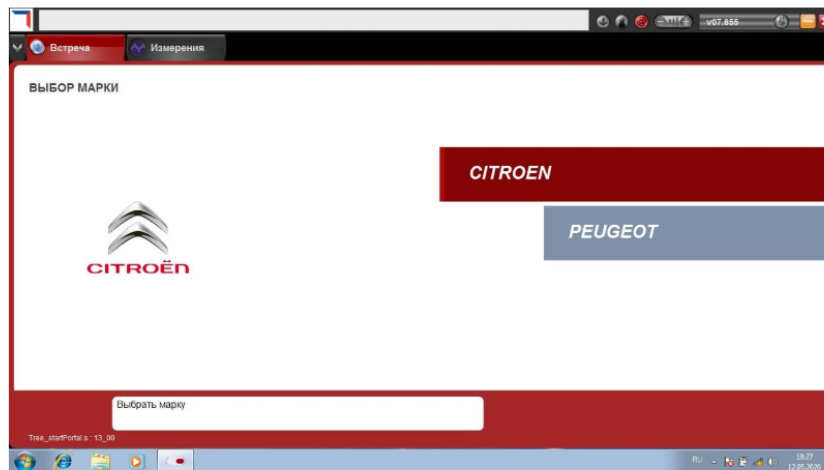 v07.855
Встреча
Измерения
ВЫБОР МАРКИ
CITROEN
PEUGEOT
CITROËN
Выбрать марку
Tree_startPortal.s : 13_00
RU
18:27
12.05.2020